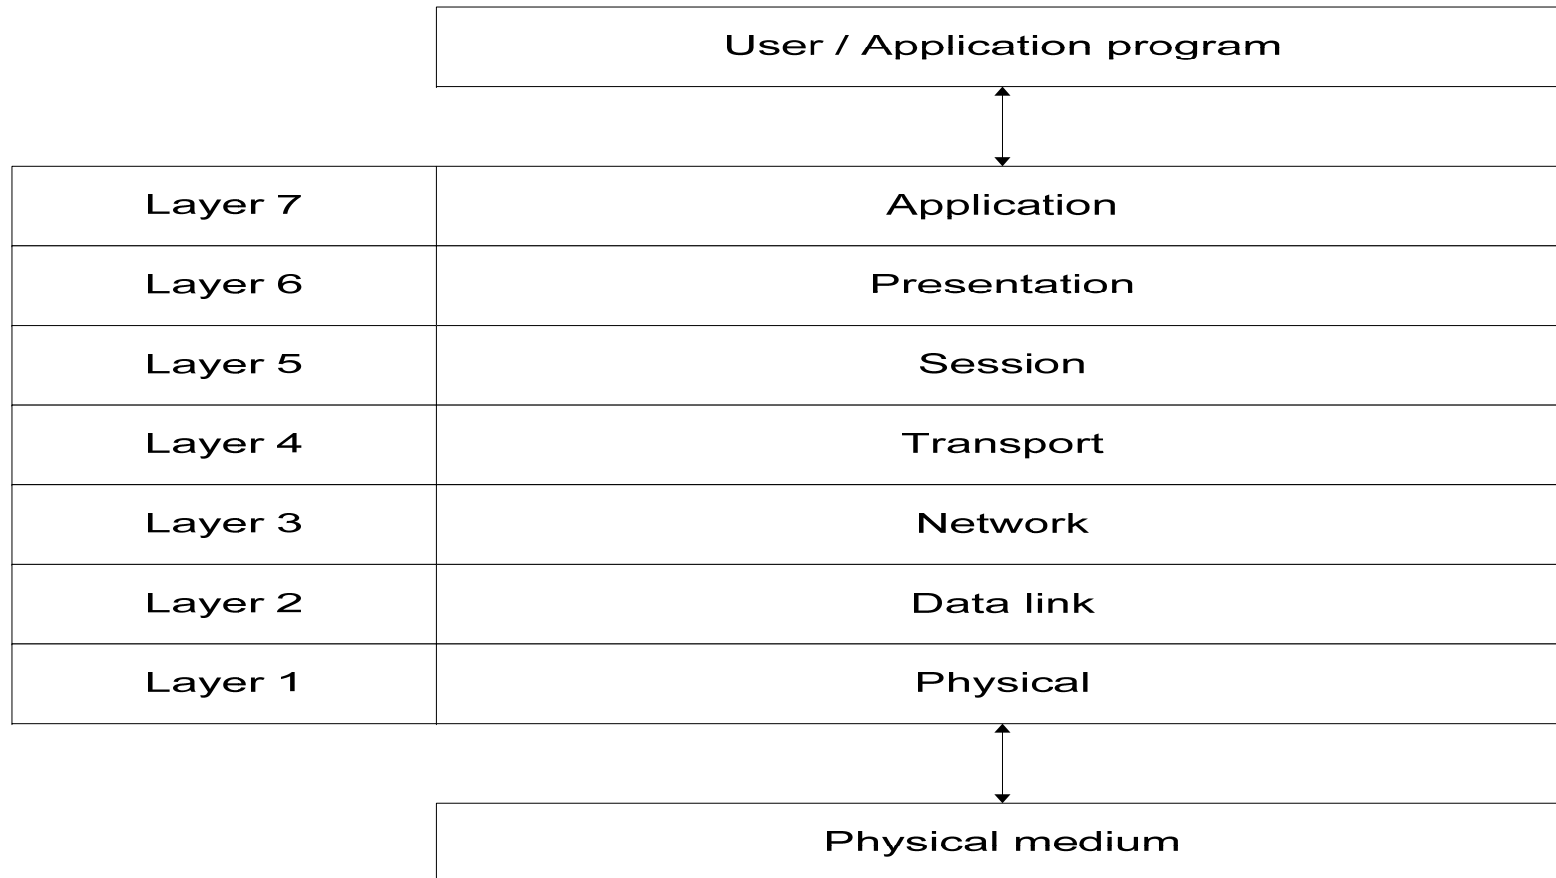 User / Application program
Layer 7 Application
Layer 6 Presentation
Layer 5 Session
Layer 4 Transport
Layer 3 Network
Layer 2 Data link
Layer 1 Physical
Physical medium